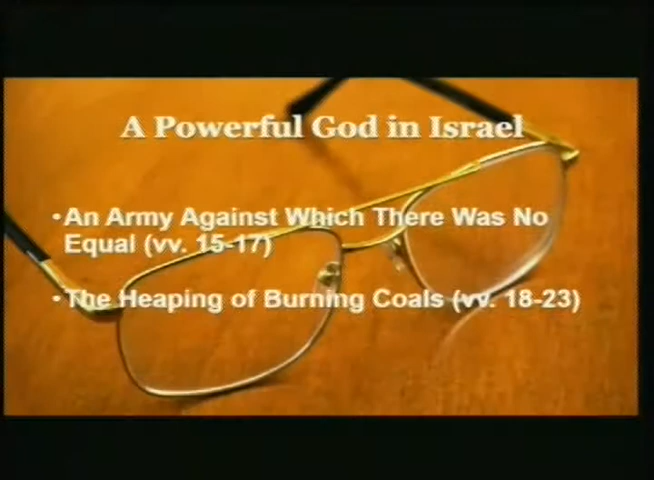 A Powerful God in Israel
•An Army Against Which There Was No
Equal (vv. 15-17)
•The Heaping of Burning Coals (vv. 18-23)